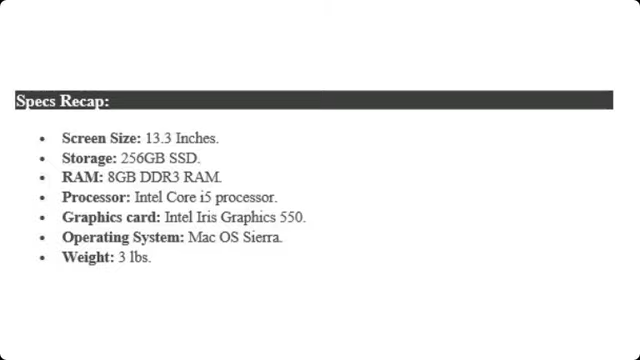 Specs Recap:
• Screen Size: 13.3 Inches.
• Storage: 256GB SSD.
• RAM: 8GB DDR3 RAM.
• Processor: Intel Core i5 processor.
• Graphics card: Intel Iris Graphics 550.
• Operating System: Mac OS Sierra.
• Weight: 3 lbs.